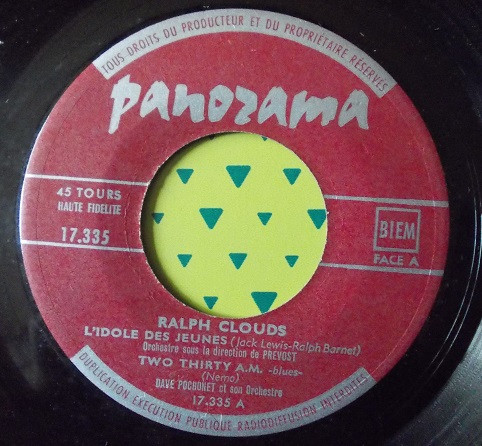 TOUS DROITS DU PRODUCTEUR ET DU PROPRIÉTAIRE RÉSERVÉS
panorama
45 TOURS
HAUTE FIDELITE
17.335
BIEM
FACE A
RALPH CLOUDS
L'IDOLE DES JEUNES (Jack Lewis-Ralph Barnet)
Orchestre sous la direction de PREVOST
TWO THIRTY A.M. -blues-
(Nemo)
DAVE POCHONET et son Orchestre
17.335 A
DUPLICATION EXECUTION PUBLIQUE RADIODIFFUSION INTERDITES